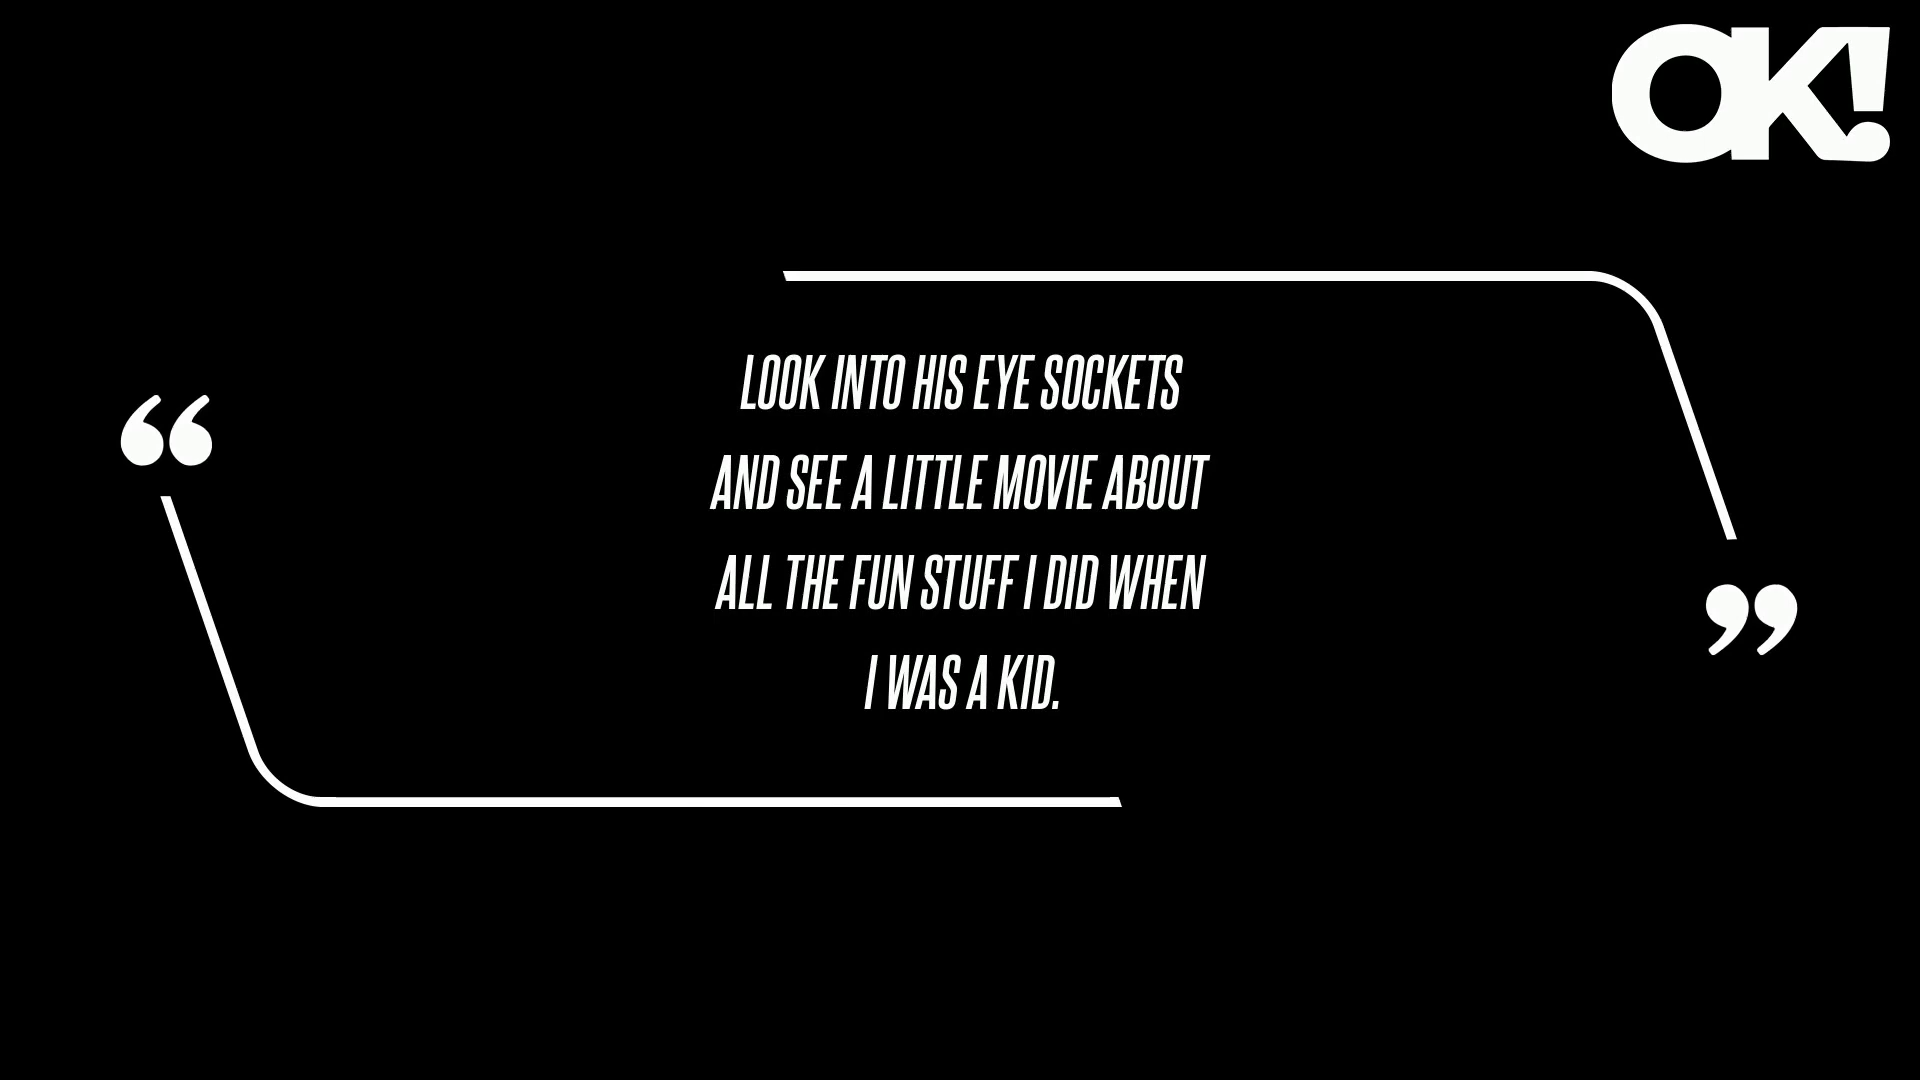 OK!
“
LOOK INTO HIS EYE SOCKETS
AND SEE A LITTLE MOVIE ABOUT
ALL THE FUN STUFF I DID WHEN
I WAS A KID.
”